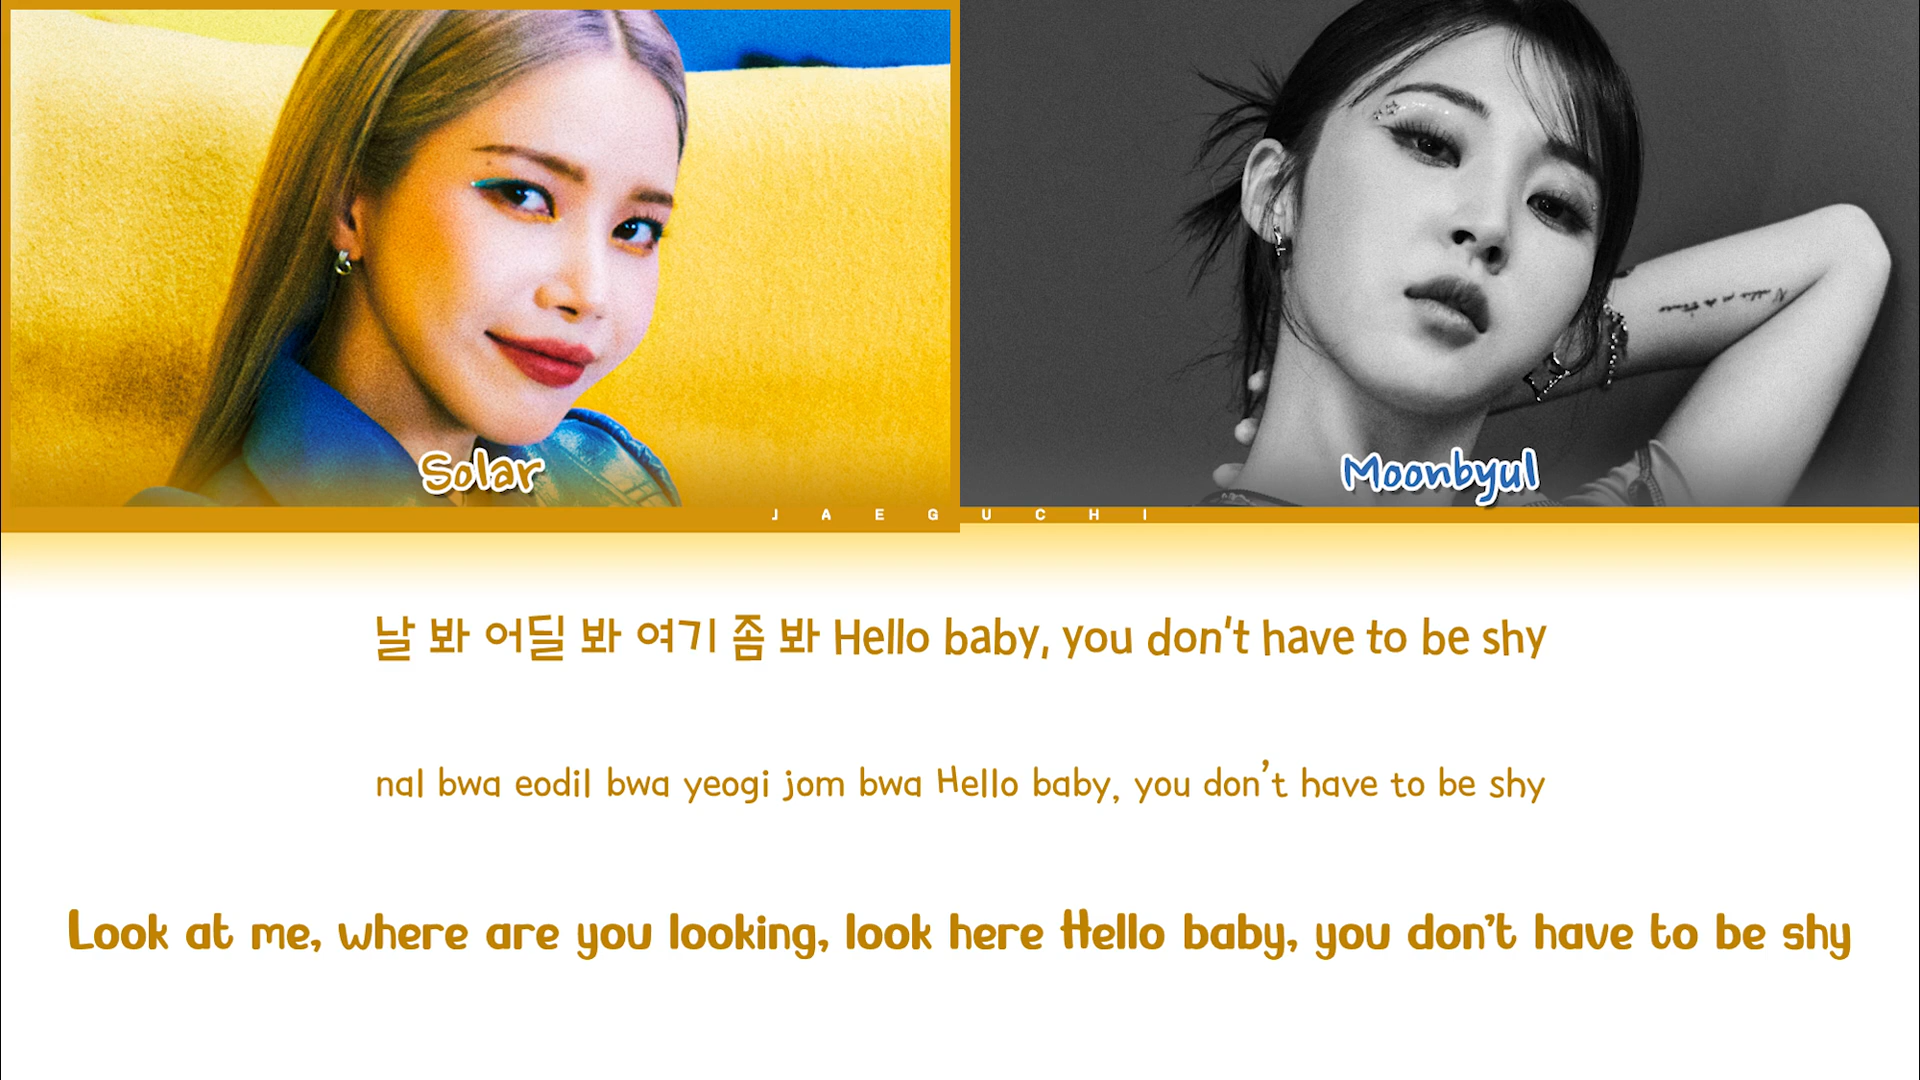 Solar
Moonbyul
JAEGUCHI
날 봐 어딜 봐 여기 좀 봐 Hello baby, you don't have to be shy
nal bwa eodil bwa yeogi jom bwa Hello baby, you don't have to be shy
Look at me, where are you looking, look here Hello baby, you don't have to be shy